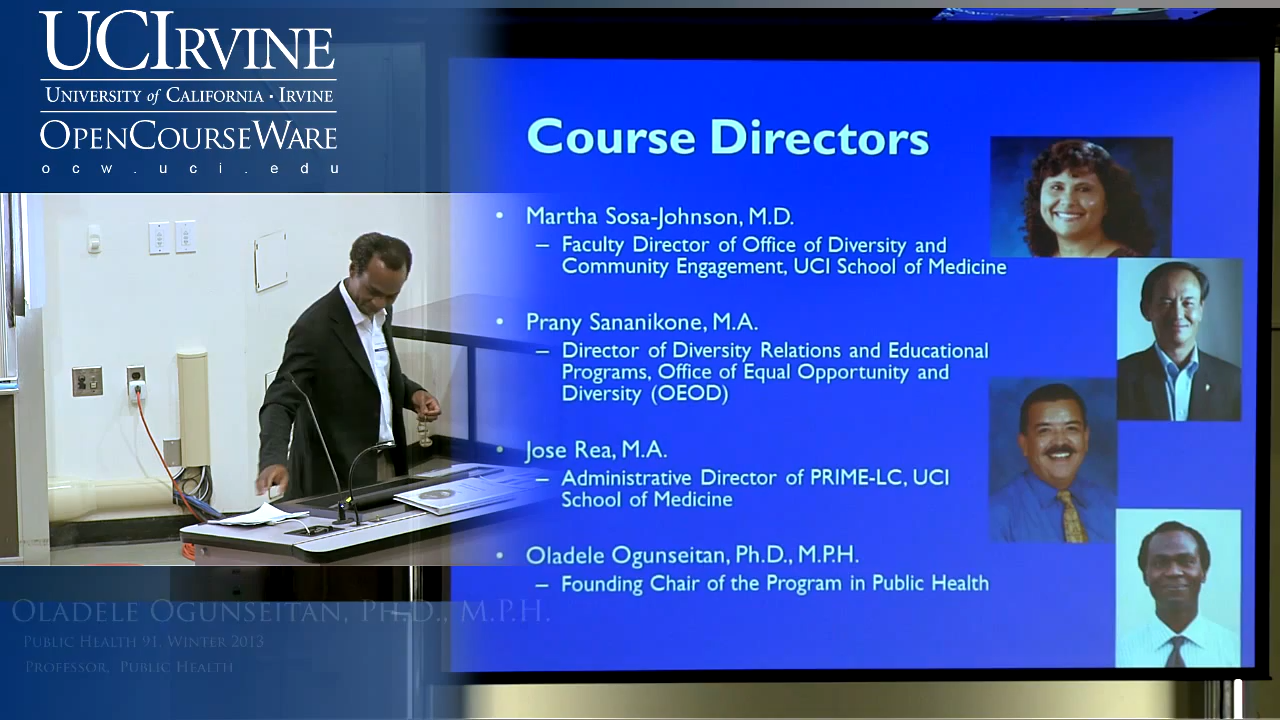 UCIRVINE
UNIVERSITY of CALIFORNIA · IRVINE
OPENCOURSEWARE
ocw.uci.edu
Course Directors
• Martha Sosa-Johnson, M.D.
– Faculty Director of Office of Diversity and
Community Engagement, UCI School of Medicine
• Prany Sananikone, M.A.
– Director of Diversity Relations and Educational
Programs, Office of Equal Opportunity and
Diversity (OEOD)
• Jose Rea, M.A.
– Administrative Director of PRIME-LC, UCI
School of Medicine
• Oladele Ogunseitan, Ph.D., M.P.H.
– Founding Chair of the Program in Public Health
OLADELE OGUNSEITAN, PH.D., M.P.H.
PUBLIC HEALTH 91, WINTER 2013
PROFESSOR, PUBLIC HEALTH